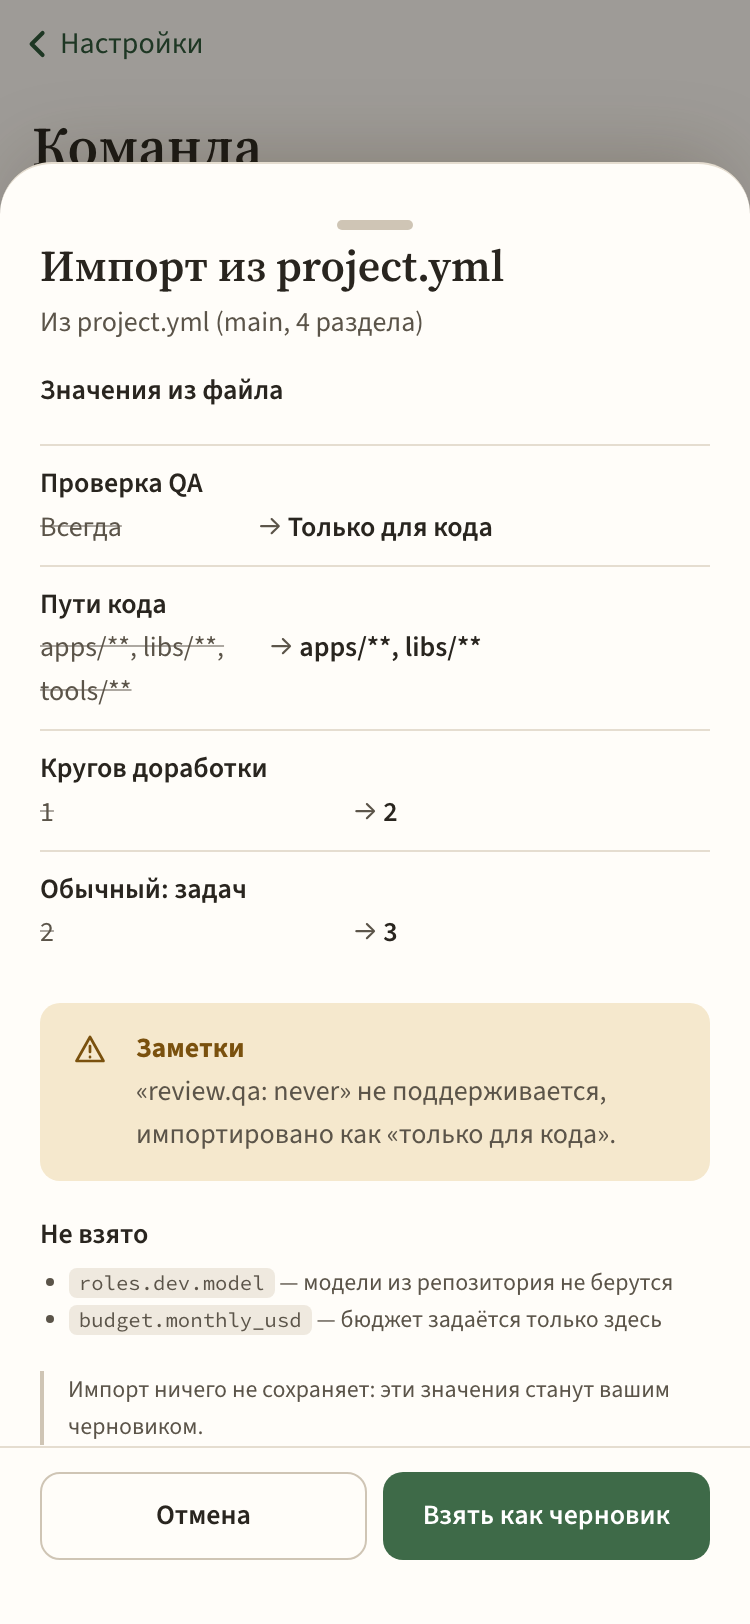 Настройки
Команда
Импорт из project.yml
Из project.yml (main, 4 раздела)
Значения из файла
Проверка QA
Всегда → Только для кода
Пути кода
apps/**, libs/**, → apps/**, libs/**
tools/**
Кругов доработки
1 → 2
Обычный: задач
2 → 3
Заметки
«review.qa: never» не поддерживается,
импортировано как «только для кода».
Не взято
• roles.dev.model — модели из репозитория не берутся
• budget.monthly_usd — бюджет задаётся только здесь
Импорт ничего не сохраняет: эти значения станут вашим
черновиком.
Отмена
Взять как черновик